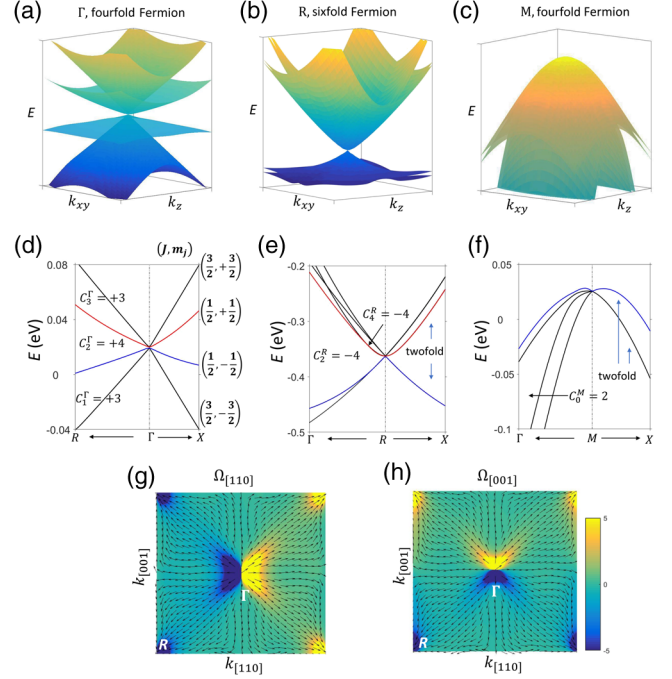 (a)
Γ, fourfold Fermion
E
k_xy
k_z
(b)
R, sixfold Fermion
E
k_xy
k_z
(c)
M, fourfold Fermion
E
k_xy
k_z
(d)
(J, m_j)
0.08
0.04
0
-0.04
E (eV)
C_3^Γ = +3
C_2^Γ = +4
C_1^Γ = +3
(3/2, +3/2)
(1/2, +1/2)
(1/2, -1/2)
(3/2, -3/2)
R
Γ
X
(e)
-0.2
-0.3
-0.4
-0.5
E (eV)
C_4^R = -4
C_2^R = -4
twofold
Γ
R
X
(f)
0.05
0
-0.05
-0.1
E (eV)
twofold
C_0^M = 2
Γ
M
X
(g)
Ω_[110]
k_[001]
Γ
R
k_[110]
(h)
Ω_[001]
k_[001]
Γ
R
k_[110]
5
0
-5